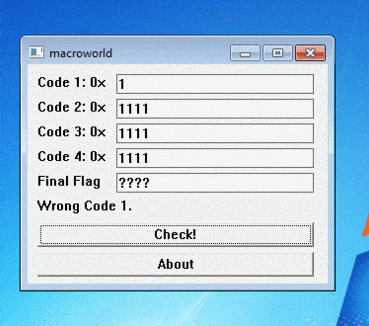 macroworld
Code 1: 0x 1
Code 2: 0x 1111
Code 3: 0x 1111
Code 4: 0x 1111
Final Flag ????
Wrong Code 1.
Check!
About